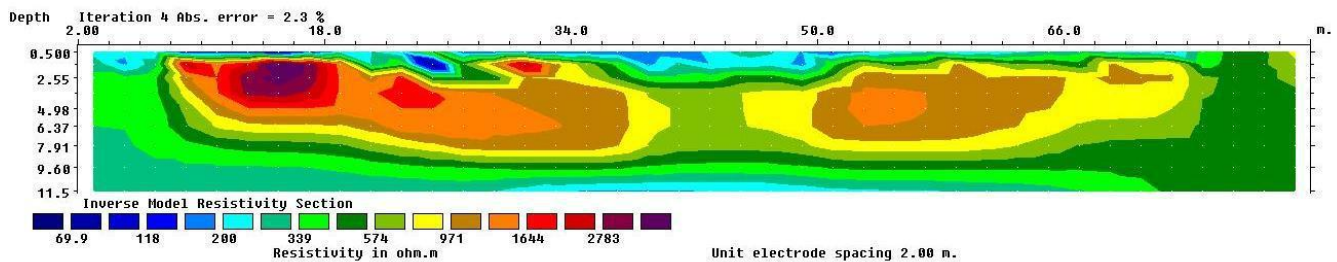 Depth Iteration 4 Abs. error = 2.3 %
2.00 18.0 34.0 50.0 66.0 m.
0.500
2.55
4.98
6.37
7.91
9.60
11.5
Inverse Model Resistivity Section
69.9 118 200 339 574 971 1644 2783
Resistivity in ohm.m Unit electrode spacing 2.00 m.